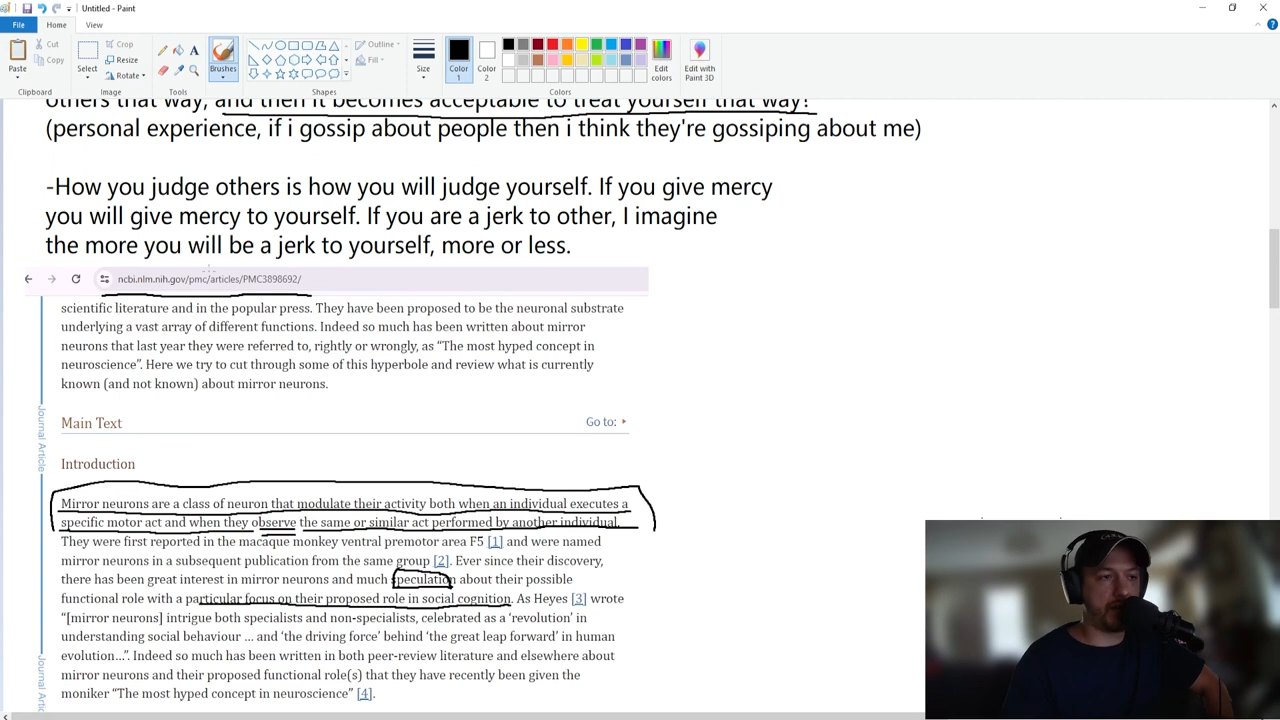 Untitled - Paint
File Home View
Cut Crop Outline
Paste Copy Select Resize Brushes Fill Size Color 1 Color 2 Edit colors Edit with Paint 3D
Rotate
Clipboard Image Tools Shapes Colors
others that way, and then it becomes acceptable to treat yourself that way?
(personal experience, if i gossip about people then i think they're gossiping about me)
-How you judge others is how you will judge yourself. If you give mercy
you will give mercy to yourself. If you are a jerk to other, I imagine
the more you will be a jerk to yourself, more or less.
ncbi.nlm.nih.gov/pmc/articles/PMC3898692/
scientific literature and in the popular press. They have been proposed to be the neuronal substrate
underlying a vast array of different functions. Indeed so much has been written about mirror
neurons that last year they were referred to, rightly or wrongly, as “The most hyped concept in
neuroscience”. Here we try to cut through some of this hyperbole and review what is currently
known (and not known) about mirror neurons.
Main Text Go to:
Introduction
Mirror neurons are a class of neuron that modulate their activity both when an individual executes a
specific motor act and when they observe the same or similar act performed by another individual.
They were first reported in the macaque monkey ventral premotor area F5 [1] and were named
mirror neurons in a subsequent publication from the same group [2]. Ever since their discovery,
there has been great interest in mirror neurons and much speculation about their possible
functional role with a particular focus on their proposed role in social cognition. As Heyes [3] wrote
“[mirror neurons] intrigue both specialists and non-specialists, celebrated as a ‘revolution’ in
understanding social behaviour … and ‘the driving force’ behind ‘the great leap forward’ in human
evolution…”. Indeed so much has been written in both peer-review literature and elsewhere about
mirror neurons and their proposed functional role(s) that they have recently been given the
moniker “The most hyped concept in neuroscience” [4].
Journal Article
Journal Artic